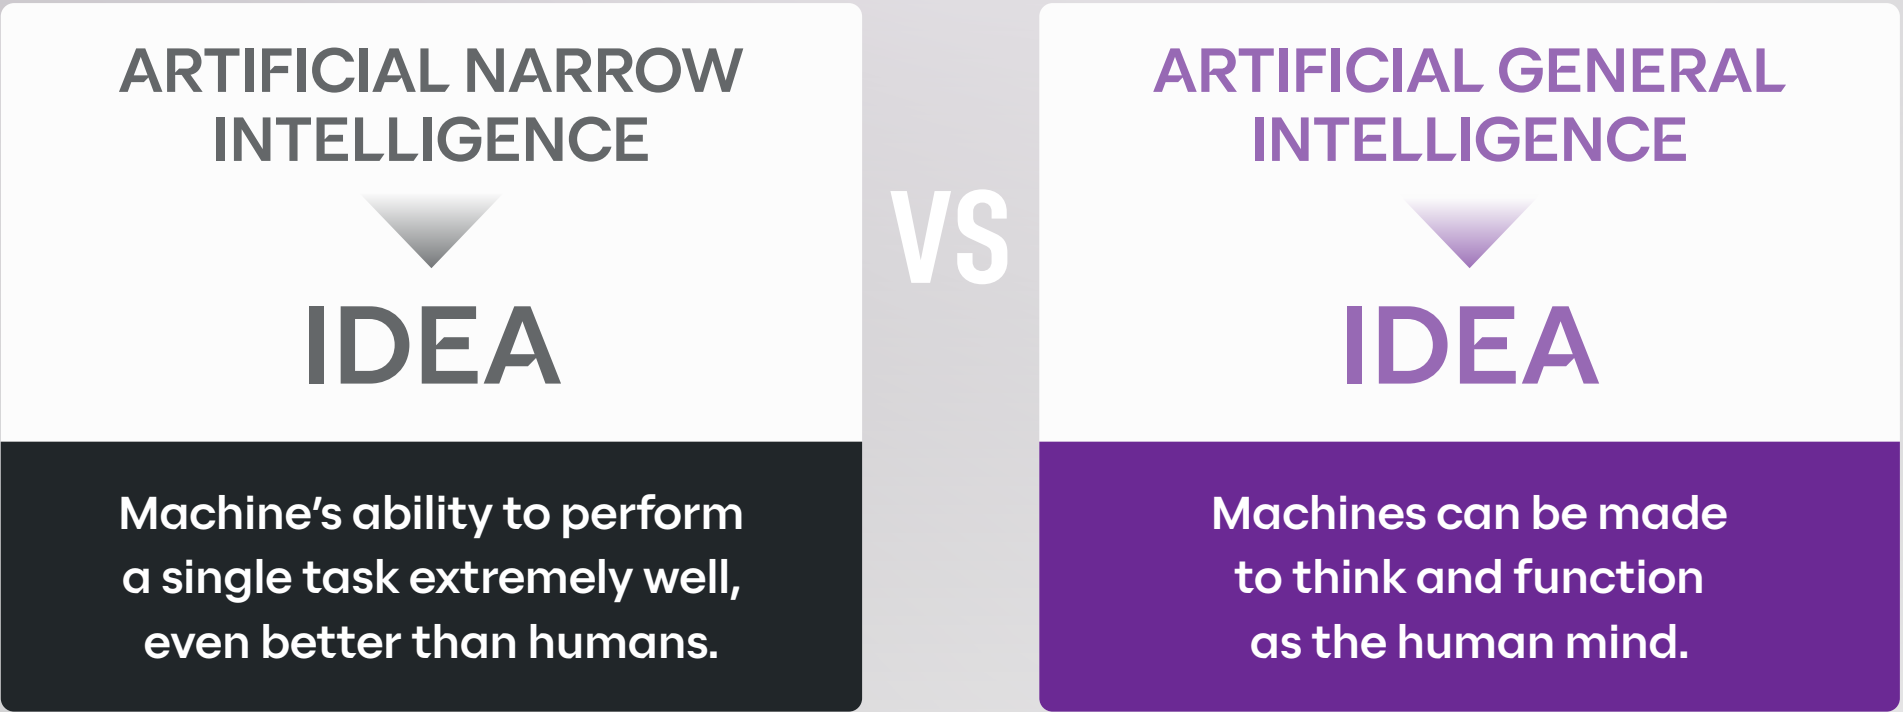 ARTIFICIAL NARROW
INTELLIGENCE
IDEA
Machine’s ability to perform
a single task extremely well,
even better than humans.
VS
ARTIFICIAL GENERAL
INTELLIGENCE
IDEA
Machines can be made
to think and function
as the human mind.